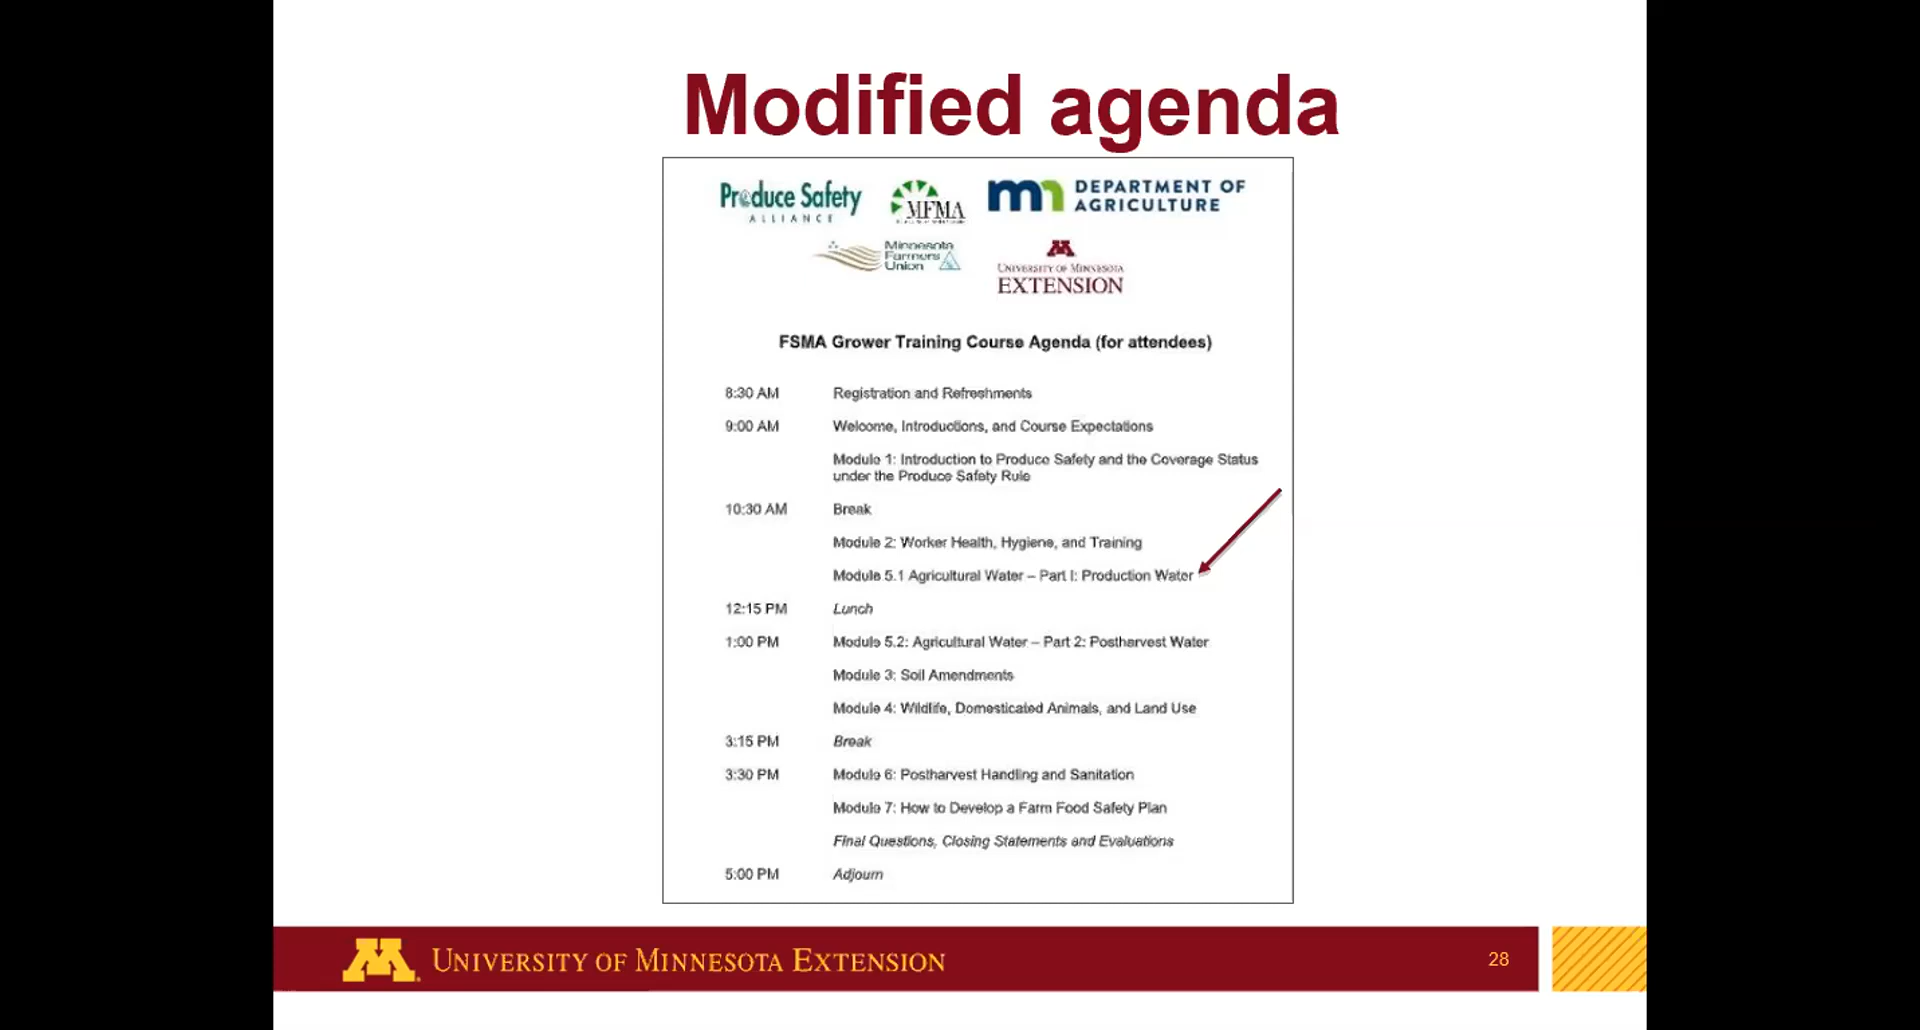 Modified agenda
Produce Safety
ALLIANCE
MFMA
DEPARTMENT OF
AGRICULTURE
Minnesota
Farmers
Union
UNIVERSITY OF MINNESOTA
EXTENSION
FSMA Grower Training Course Agenda (for attendees)
8:30 AM Registration and Refreshments
9:00 AM Welcome, Introductions, and Course Expectations
Module 1: Introduction to Produce Safety and the Coverage Status
under the Produce Safety Rule
10:30 AM Break
Module 2: Worker Health, Hygiene, and Training
Module 5.1 Agricultural Water – Part I: Production Water
12:15 PM Lunch
1:00 PM Module 5.2: Agricultural Water – Part 2: Postharvest Water
Module 3: Soil Amendments
Module 4: Wildlife, Domesticated Animals, and Land Use
3:15 PM Break
3:30 PM Module 6: Postharvest Handling and Sanitation
Module 7: How to Develop a Farm Food Safety Plan
Final Questions, Closing Statements and Evaluations
5:00 PM Adjourn
UNIVERSITY OF MINNESOTA EXTENSION
28